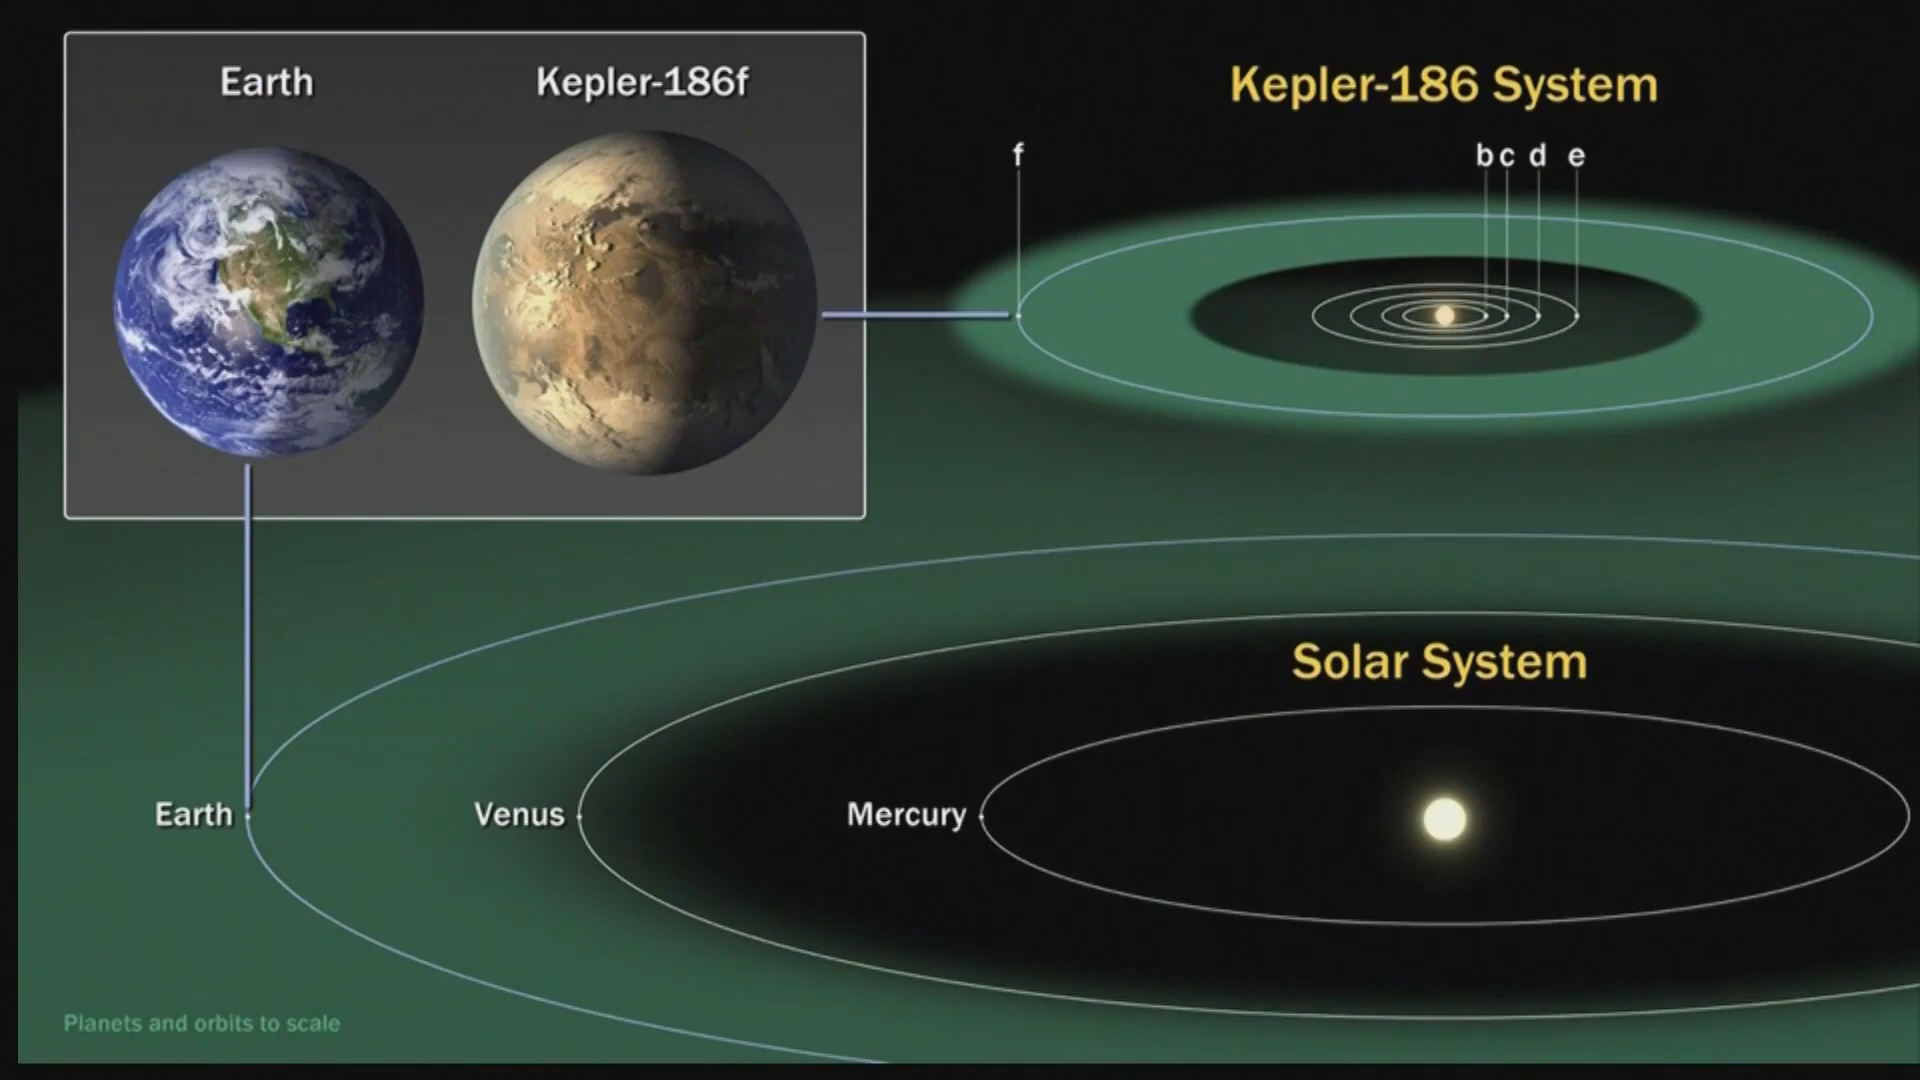 Earth
Kepler-186f
Kepler-186 System
f
b c d e
Solar System
Earth
Venus
Mercury
Planets and orbits to scale